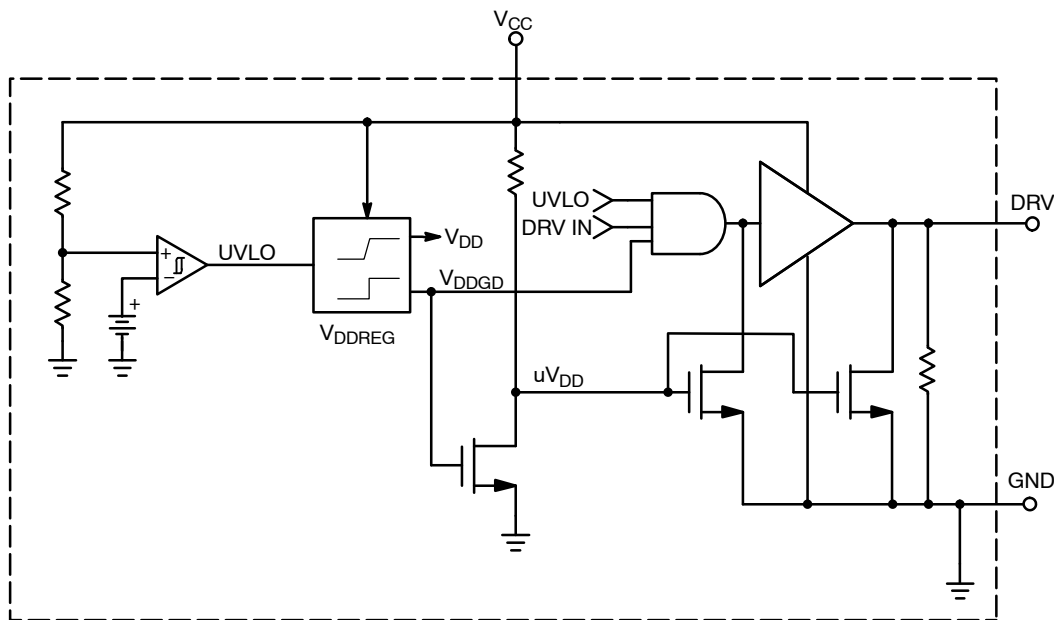 VCC
UVLO
DRV IN
DRV
+
−
UVLO
VDD
VDDGD
+
VDDREG
uVDD
GND